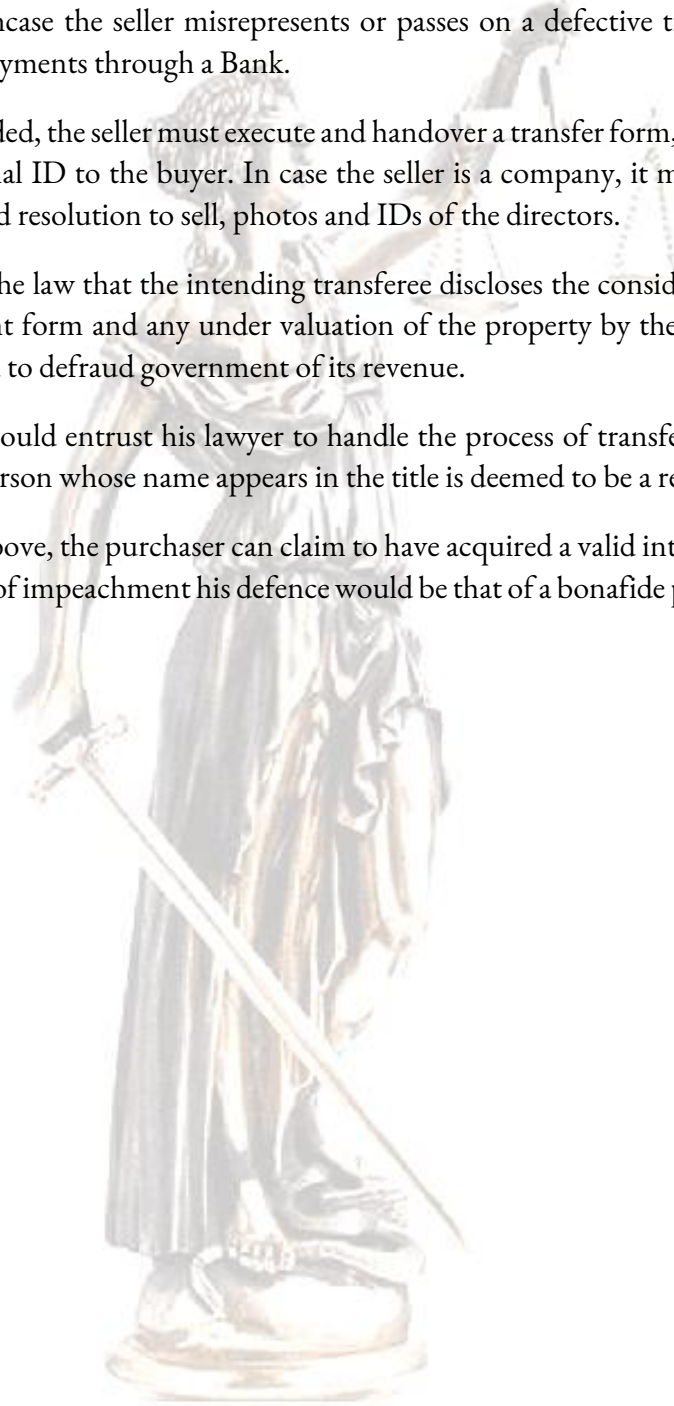 ncase the seller misrepresents or passes on a defective t
yments through a Bank.
ded, the seller must execute and handover a transfer form,
al ID to the buyer. In case the seller is a company, it m
d resolution to sell, photos and IDs of the directors.
he law that the intending transferee discloses the consid
nt form and any under valuation of the property by the
to defraud government of its revenue.
ould entrust his lawyer to handle the process of transfe
rson whose name appears in the title is deemed to be a re
bove, the purchaser can claim to have acquired a valid int
of impeachment his defence would be that of a bonafide p